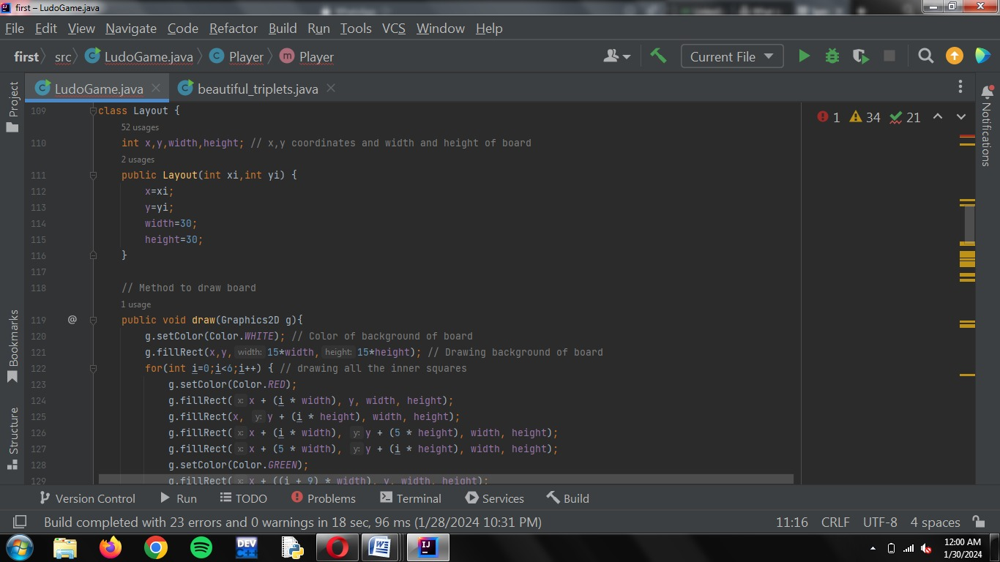 first – LudoGame.java
File Edit View Navigate Code Refactor Build Run Tools VCS Window Help
first src LudoGame.java Player Player Current File
LudoGame.java beautiful_triplets.java
Project
Bookmarks
Structure
Notifications
1 34 21
109 class Layout {
52 usages
110 int x,y,width,height; // x,y coordinates and width and height of board
2 usages
111 public Layout(int xi,int yi) {
112 x=xi;
113 y=yi;
114 width=30;
115 height=30;
116 }
117
118 // Method to draw board
1 usage
119 @ public void draw(Graphics2D g){
120 g.setColor(Color.WHITE); // Color of background of board
121 g.fillRect(x,y, width: 15*width, height: 15*height); // Drawing background of board
122 for(int i=0;i<6;i++) { // drawing all the inner squares
123 g.setColor(Color.RED);
124 g.fillRect( x: x + (i * width), y, width, height);
125 g.fillRect(x, y: y + (i * height), width, height);
126 g.fillRect( x: x + (i * width), y: y + (5 * height), width, height);
127 g.fillRect( x: x + (5 * width), y: y + (i * height), width, height);
128 g.setColor(Color.GREEN);
129 g.fillRect( x: x + ((i + 9) * width), y, width, height);
Version Control Run TODO Problems Terminal Services Build
Build completed with 23 errors and 0 warnings in 18 sec, 96 ms (1/28/2024 10:31 PM) 11:16 CRLF UTF-8 4 spaces
DEV C++ IJ
12:00 AM
1/30/2024